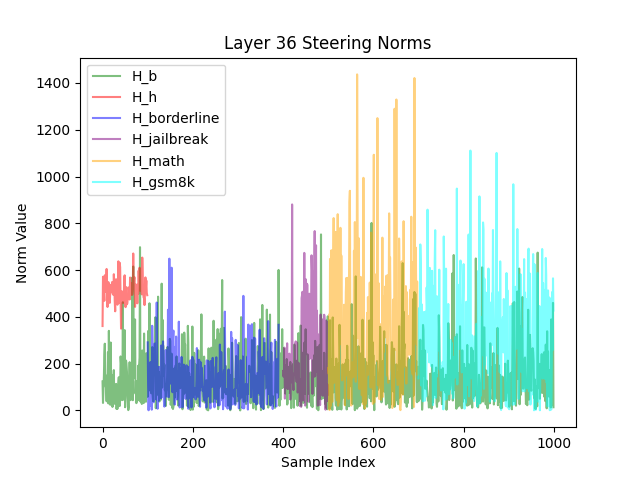 Layer 36 Steering Norms
H_b
H_h
H_borderline
H_jailbreak
H_math
H_gsm8k
Norm Value
1400
1200
1000
800
600
400
200
0
0 200 400 600 800 1000
Sample Index